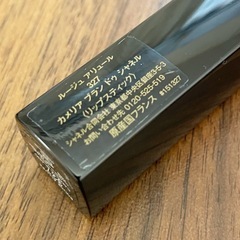 ルージュ アリュール
327
カメリア ブラン ドゥ シャネル
(リップスティック)
シャネル合同会社 東京都中央区銀座3-5-3
お問い合わせ先 0120-525-519
原産国フランス #151327